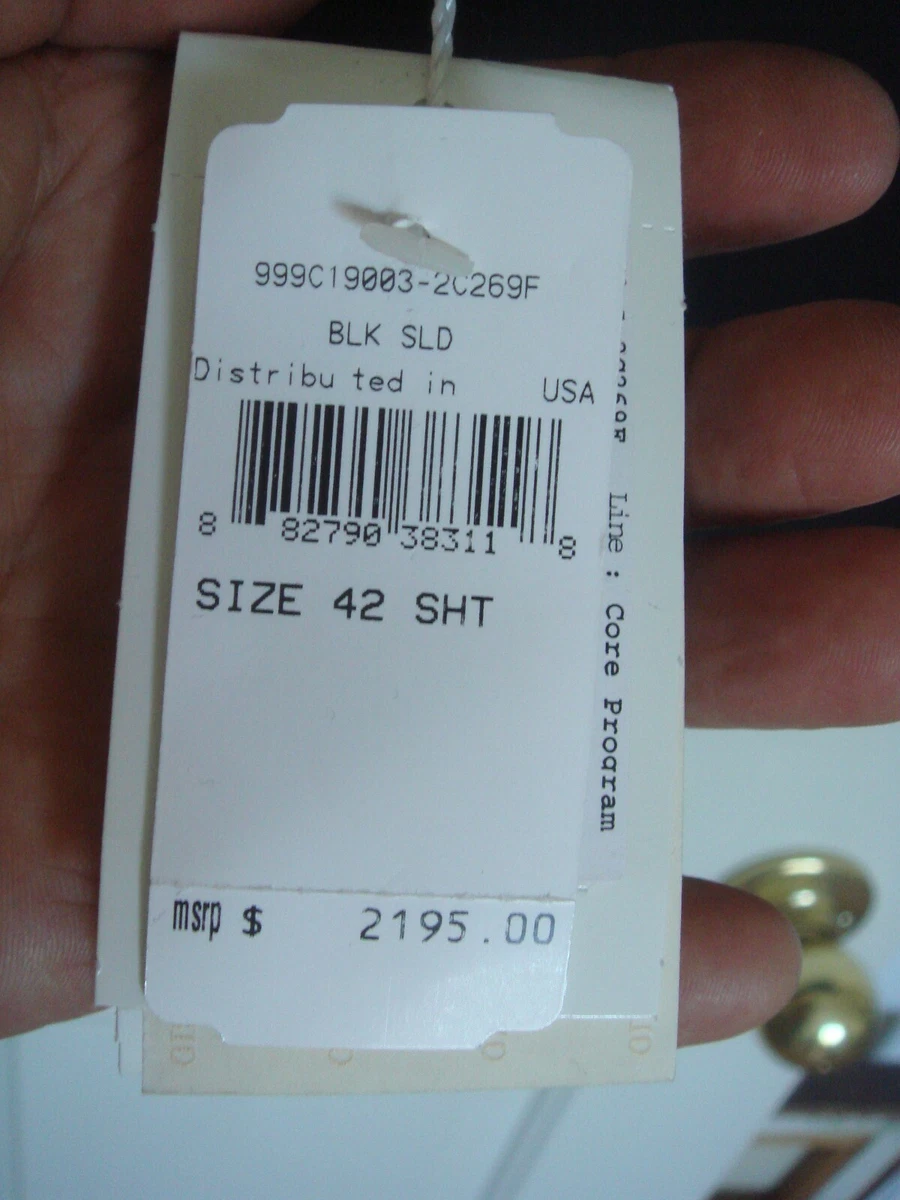 999C19003-2C269F
BLK SLD
Distribu ted in USA
8 82790 38311 8
SIZE 42 SHT
msrp $ 2195.00
Line : Core Program